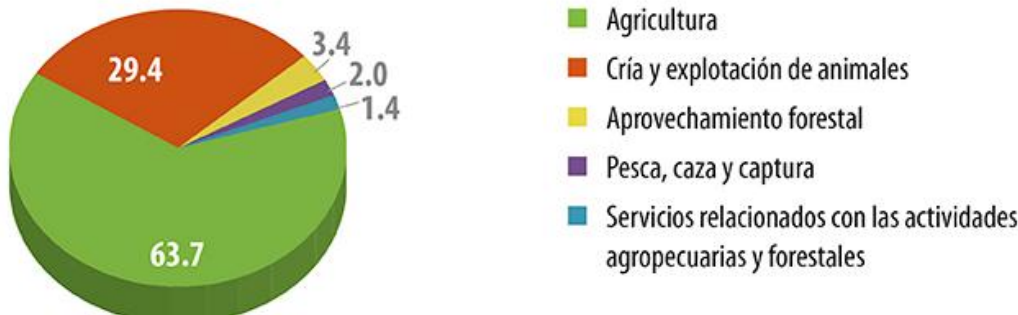 29.4
3.4
2.0
1.4
63.7
Agricultura
Cría y explotación de animales
Aprovechamiento forestal
Pesca, caza y captura
Servicios relacionados con las actividades
agropecuarias y forestales